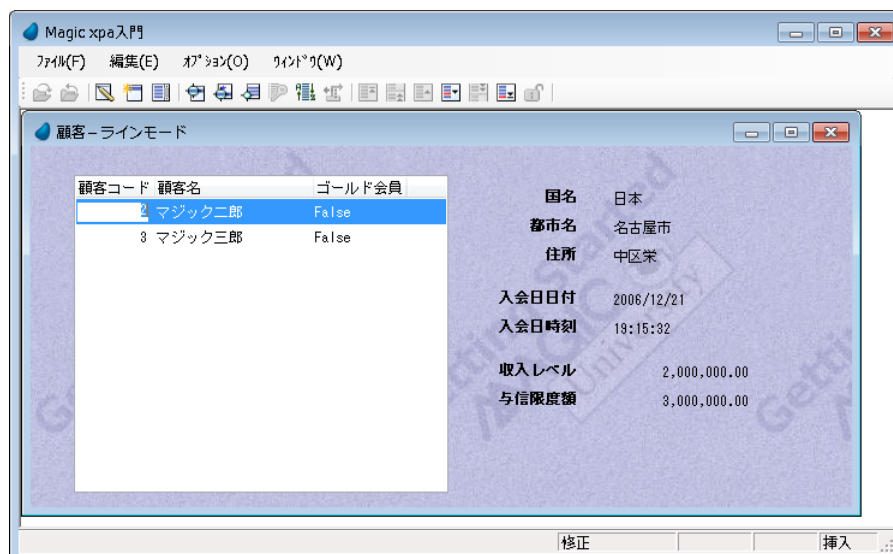 Magic xpa入門
ﾌｧｲﾙ(F) 編集(E) ｵﾌﾟｼｮﾝ(O) ｳｨﾝﾄﾞｳ(W)
顧客－ラインモード
顧客コード 顧客名 ゴールド会員
2 マジック二郎 False
3 マジック三郎 False
国名 日本
都市名 名古屋市
住所 中区栄
入会日日付 2006/12/21
入会日時刻 19:15:32
収入レベル 2,000,000.00
与信限度額 3,000,000.00
Getting Started
MAGIC
University
Getti
修正 挿入